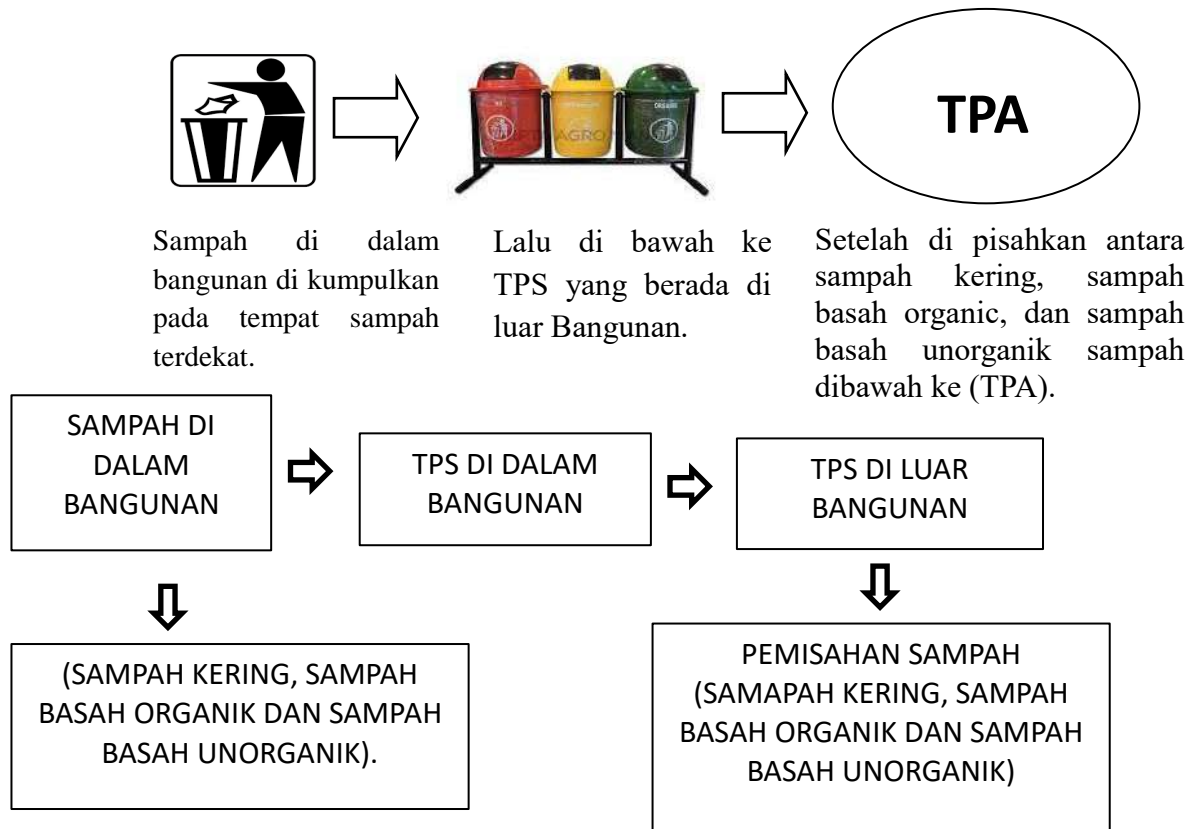 ORGANIK
TPA
Sampah di dalam
bangunan di kumpulkan
pada tempat sampah
terdekat.
Lalu di bawah ke
TPS yang berada di
luar Bangunan.
Setelah di pisahkan antara
sampah kering, sampah
basah organic, dan sampah
basah unorganik sampah
dibawah ke (TPA).
SAMPAH DI
DALAM
BANGUNAN
TPS DI DALAM
BANGUNAN
TPS DI LUAR
BANGUNAN
(SAMPAH KERING, SAMPAH
BASAH ORGANIK DAN SAMPAH
BASAH UNORGANIK).
PEMISAHAN SAMPAH
(SAMAPAH KERING, SAMPAH
BASAH ORGANIK DAN SAMPAH
BASAH UNORGANIK)